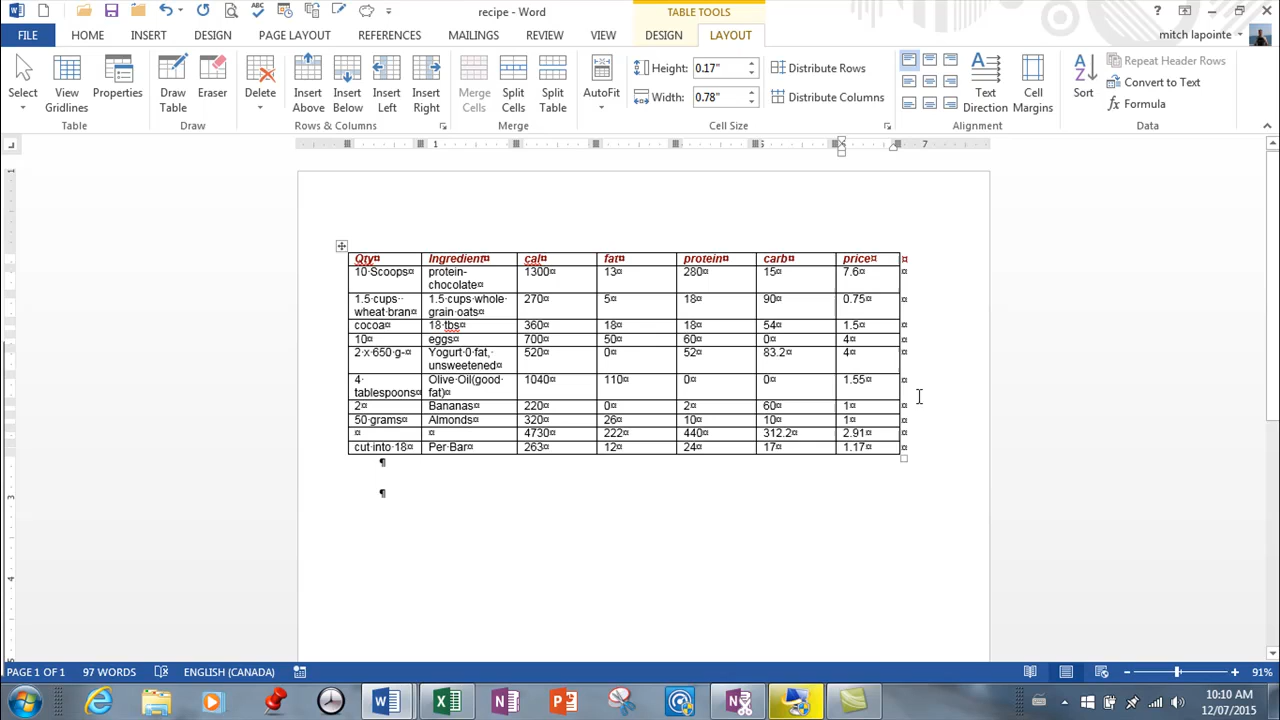 recipe - Word
TABLE TOOLS
?
FILE HOME INSERT DESIGN PAGE LAYOUT REFERENCES MAILINGS REVIEW VIEW DESIGN LAYOUT mitch lapointe
Select View Gridlines Properties Draw Table Eraser Delete Insert Above Insert Below Insert Left Insert Right Merge Cells Split Cells Split Table AutoFit
Height: 0.17" Distribute Rows
Width: 0.78" Distribute Columns
Text Direction Cell Margins Sort
Repeat Header Rows
Convert to Text
Formula
Table Draw Rows & Columns Merge Cell Size Alignment Data
1 6 7
Qty¤ Ingredient¤ cal¤ fat¤ protein¤ carb¤ price¤ ¤
10·Scoops¤ protein-chocolate¤ 1300¤ 13¤ 280¤ 15¤ 7.6¤ ¤
1.5·cups··wheat·bran¤ 1.5·cups·whole·grain·oats¤ 270¤ 5¤ 18¤ 90¤ 0.75¤ ¤
cocoa¤ 18·tbs¤ 360¤ 18¤ 18¤ 54¤ 1.5¤ ¤
10¤ eggs¤ 700¤ 50¤ 60¤ 0¤ 4¤ ¤
2·x·650·g-¤ Yogurt·0·fat,·unsweetened¤ 520¤ 0¤ 52¤ 83.2¤ 4¤ ¤
4·tablespoons¤ Olive·Oil(good·fat)¤ 1040¤ 110¤ 0¤ 0¤ 1.55¤ ¤
2¤ Bananas¤ 220¤ 0¤ 2¤ 60¤ 1¤ ¤
50·grams¤ Almonds¤ 320¤ 26¤ 10¤ 10¤ 1¤ ¤
¤ ¤ 4730¤ 222¤ 440¤ 312.2¤ 2.91¤ ¤
cut·into·18¤ Per·Bar¤ 263¤ 12¤ 24¤ 17¤ 1.17¤ ¤
¶
¶
PAGE 1 OF 1 97 WORDS ENGLISH (CANADA) 91%
10:10 AM
12/07/2015